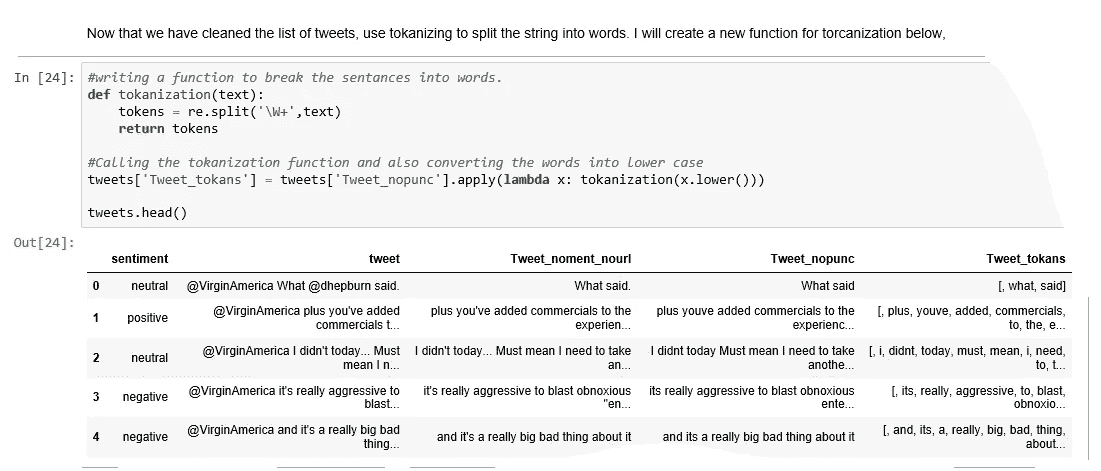 Now that we have cleaned the list of tweets, use tokanizing to split the string into words. I will create a new function for torcanization below,
In [24]: #writing a function to break the sentances into words.
def tokanization(text):
    tokens = re.split('\W+',text)
    return tokens
#Calling the tokanization function and also converting the words into lower case
tweets['Tweet_tokans'] = tweets['Tweet_nopunc'].apply(lambda x: tokanization(x.lower()))
tweets.head()
Out[24]:
sentiment tweet Tweet_noment_nourl Tweet_nopunc Tweet_tokans
0 neutral @VirginAmerica What @dhepburn said. What said. What said [, what, said]
1 positive @VirginAmerica plus you've added plus you've added commercials to the plus youve added commercials to the [, plus, youve, added, commercials,
commercials t... experien... experienc... to, the, e...
2 neutral @VirginAmerica I didn't today... Must I didn't today... Must mean I need to take I didnt today Must mean I need to take [, i, didnt, today, must, mean, i, need,
mean I n... an... anothe... to, t...
3 negative @VirginAmerica it's really aggressive to it's really aggressive to blast obnoxious its really aggressive to blast obnoxious [, its, really, aggressive, to, blast,
blast... "en... ente... obnoxio...
4 negative @VirginAmerica and it's a really big bad and it's a really big bad thing about it and its a really big bad thing about it [, and, its, a, really, big, bad, thing,
thing... about...